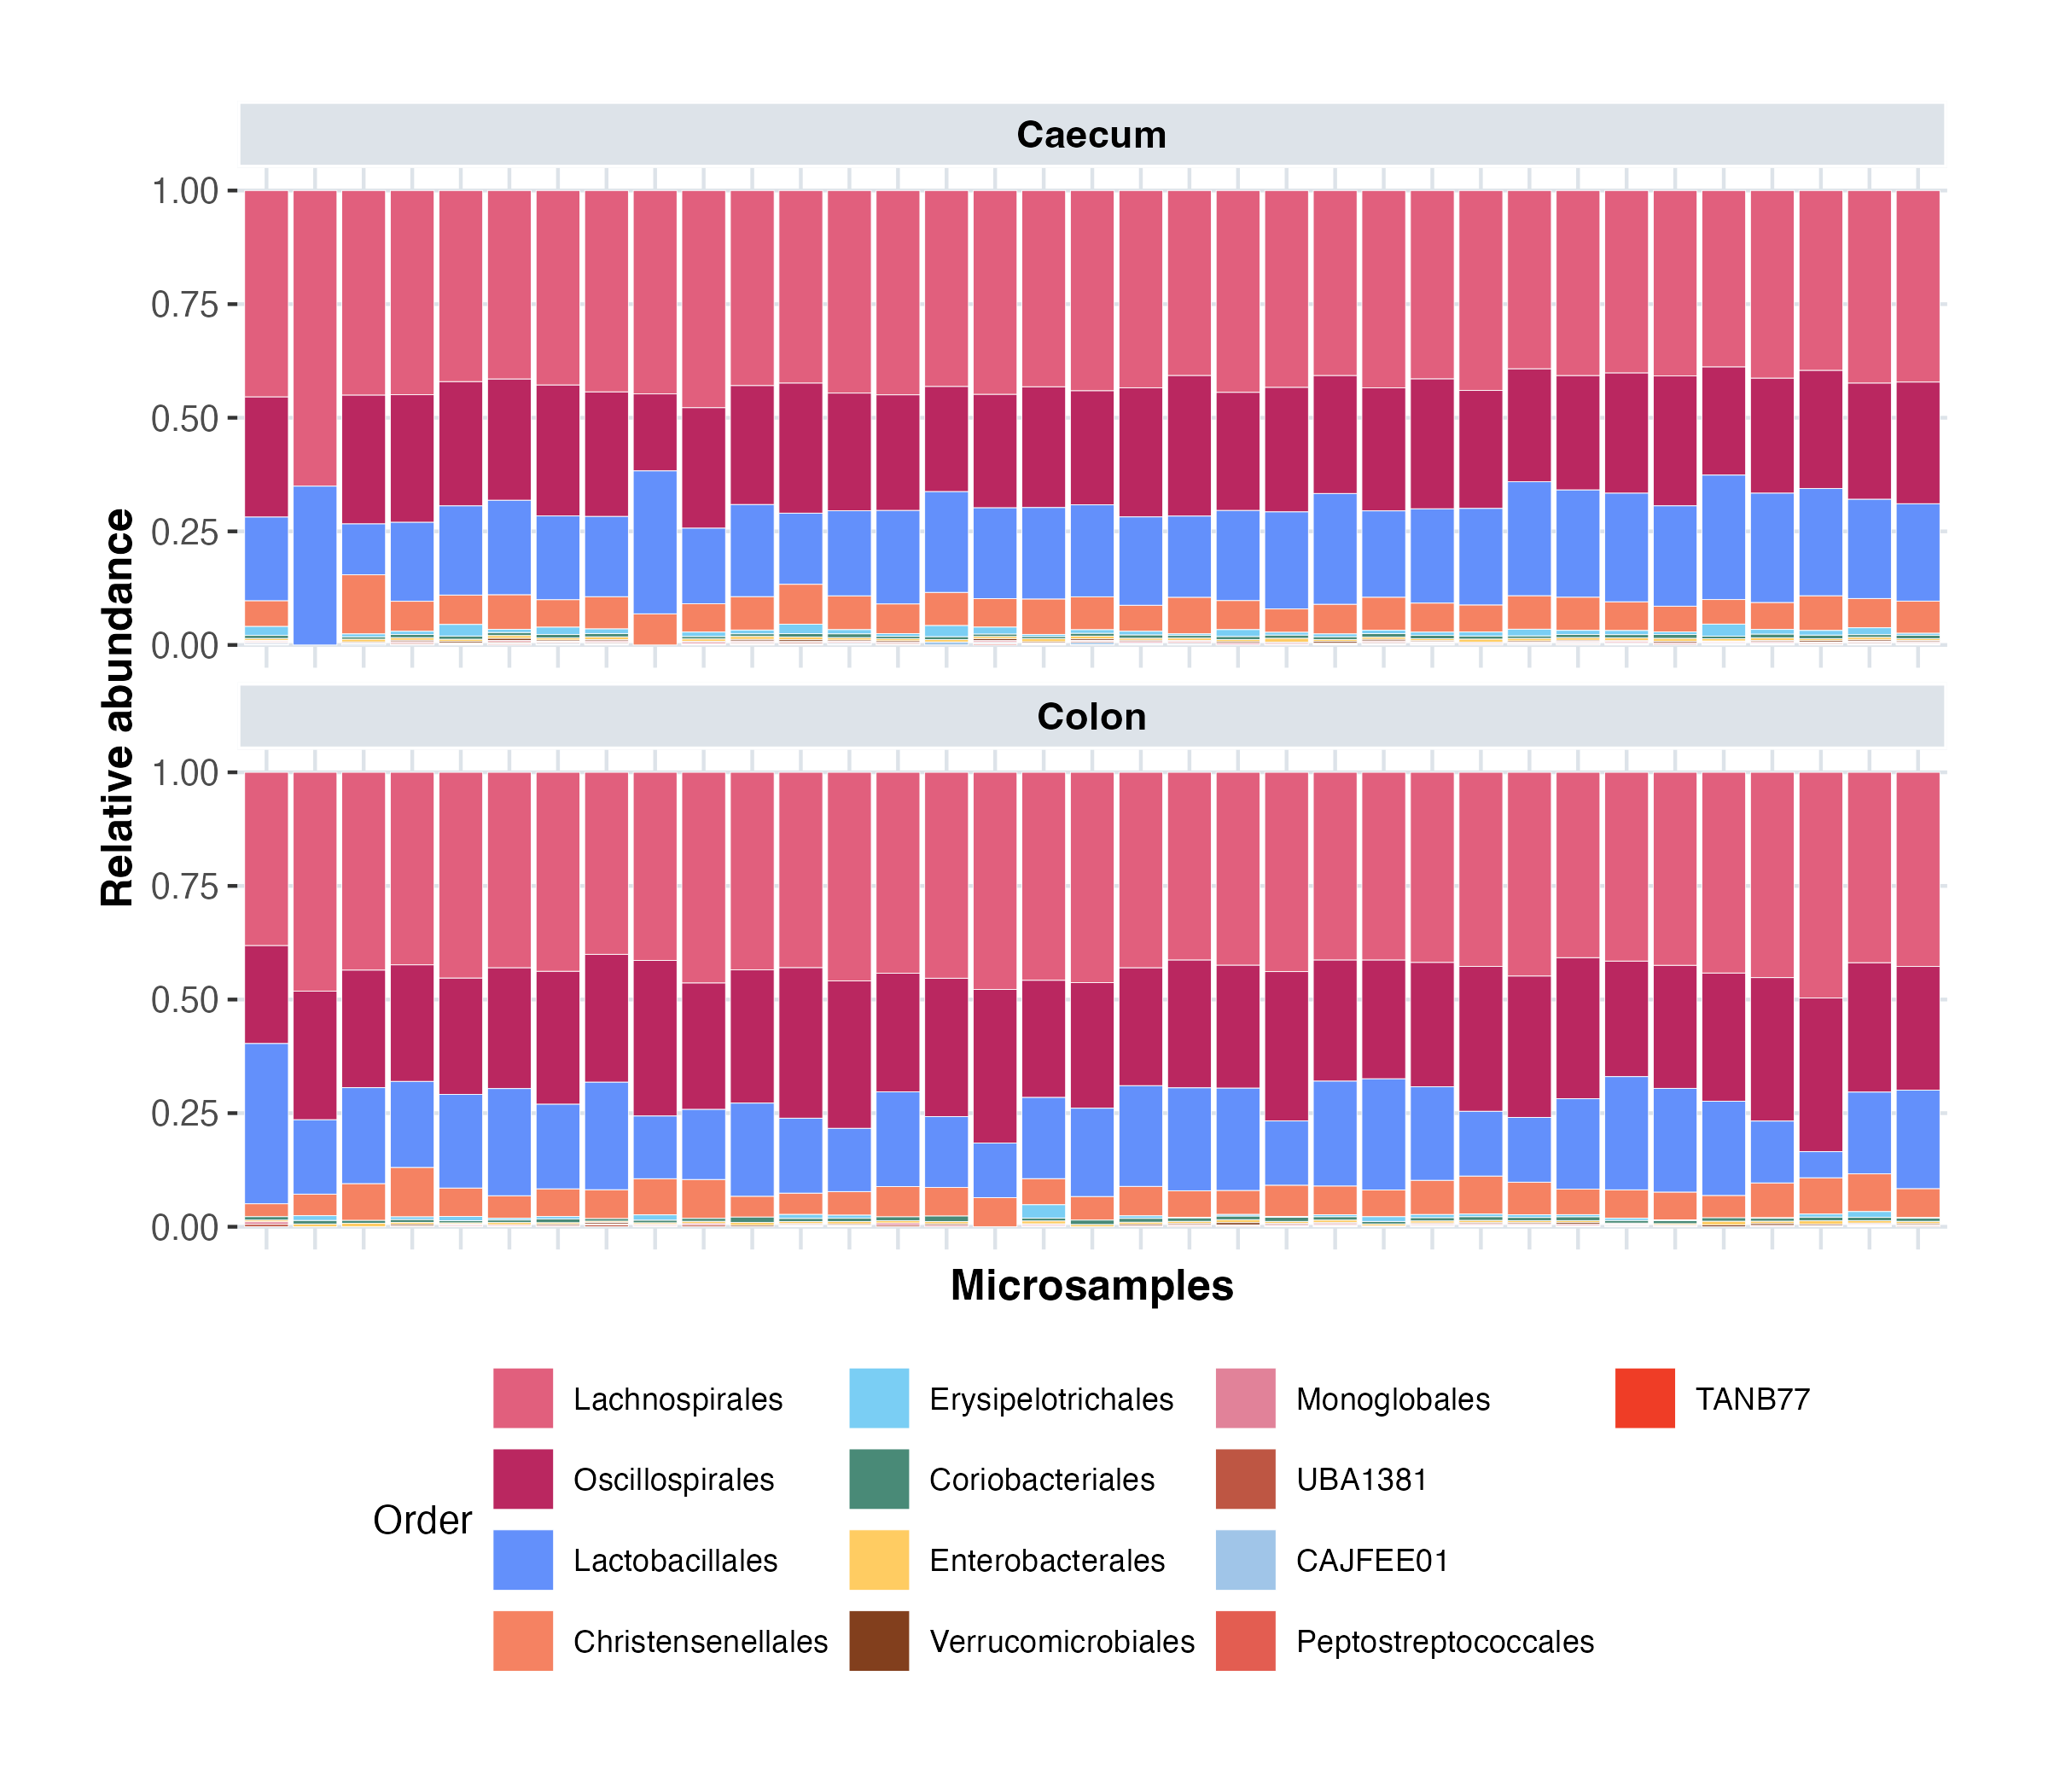 Caecum
1.00
0.75
0.50
0.25
0.00
Colon
1.00
0.75
0.50
0.25
0.00
Relative abundance
Microsamples
Order
Lachnospirales
Oscillospirales
Lactobacillales
Christensenellales
Erysipelotrichales
Coriobacteriales
Enterobacterales
Verrucomicrobiales
Monoglobales
UBA1381
CAJFEE01
Peptostreptococcales
TANB77